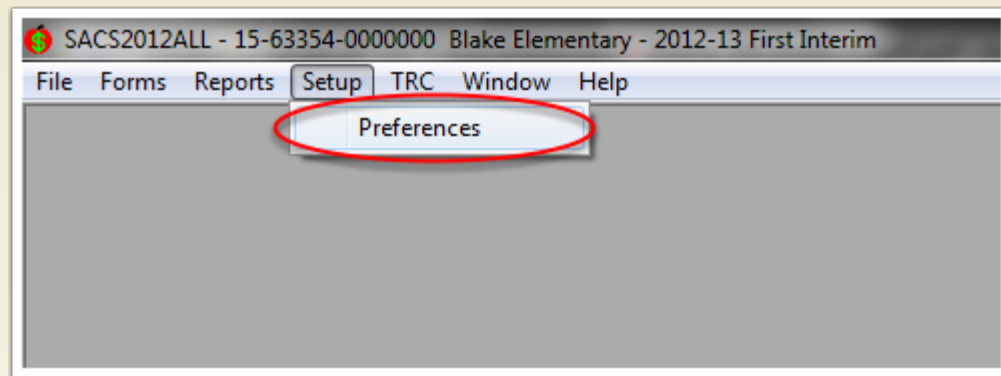 SACS2012ALL - 15-63354-0000000 Blake Elementary - 2012-13 First Interim
File Forms Reports Setup TRC Window Help
Preferences